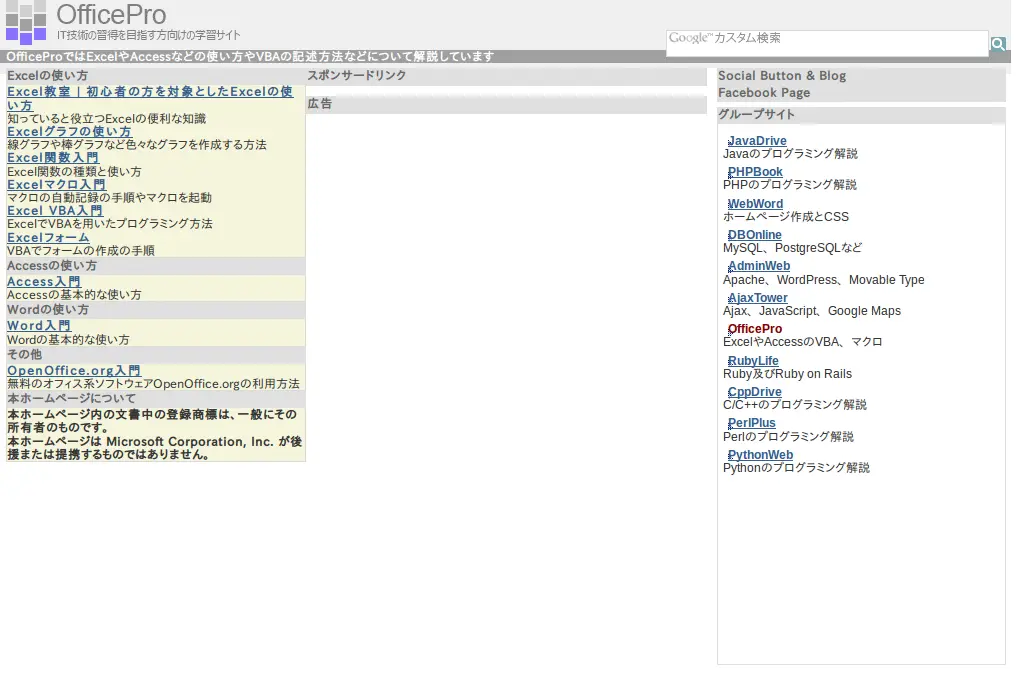 OfficePro
IT技術の習得を目指す方向けの学習サイト
Google™カスタム検索
OfficeProではExcelやAccessなどの使い方やVBAの記述方法などについて解説しています
Excelの使い方
Excel教室 | 初心者の方を対象としたExcelの使
い方
知っていると役立つExcelの便利な知識
Excelグラフの使い方
線グラフや棒グラフなど色々なグラフを作成する方法
Excel関数入門
Excel関数の種類と使い方
Excelマクロ入門
マクロの自動記録の手順やマクロを起動
Excel VBA入門
ExcelでVBAを用いたプログラミング方法
Excelフォーム
VBAでフォームの作成の手順
Accessの使い方
Access入門
Accessの基本的な使い方
Wordの使い方
Word入門
Wordの基本的な使い方
その他
OpenOffice.org入門
無料のオフィス系ソフトウェアOpenOffice.orgの利用方法
本ホームページについて
本ホームページ内の文書中の登録商標は、一般にその
所有者のものです。
本ホームページは Microsoft Corporation, Inc. が後
援または提携するものではありません。
スポンサードリンク
広告
Social Button & Blog
Facebook Page
グループサイト
JavaDrive
Javaのプログラミング解説
PHPBook
PHPのプログラミング解説
WebWord
ホームページ作成とCSS
DBOnline
MySQL、PostgreSQLなど
AdminWeb
Apache、WordPress、Movable Type
AjaxTower
Ajax、JavaScript、Google Maps
OfficePro
ExcelやAccessのVBA、マクロ
RubyLife
Ruby及びRuby on Rails
CppDrive
C/C++のプログラミング解説
PerlPlus
Perlのプログラミング解説
PythonWeb
Pythonのプログラミング解説